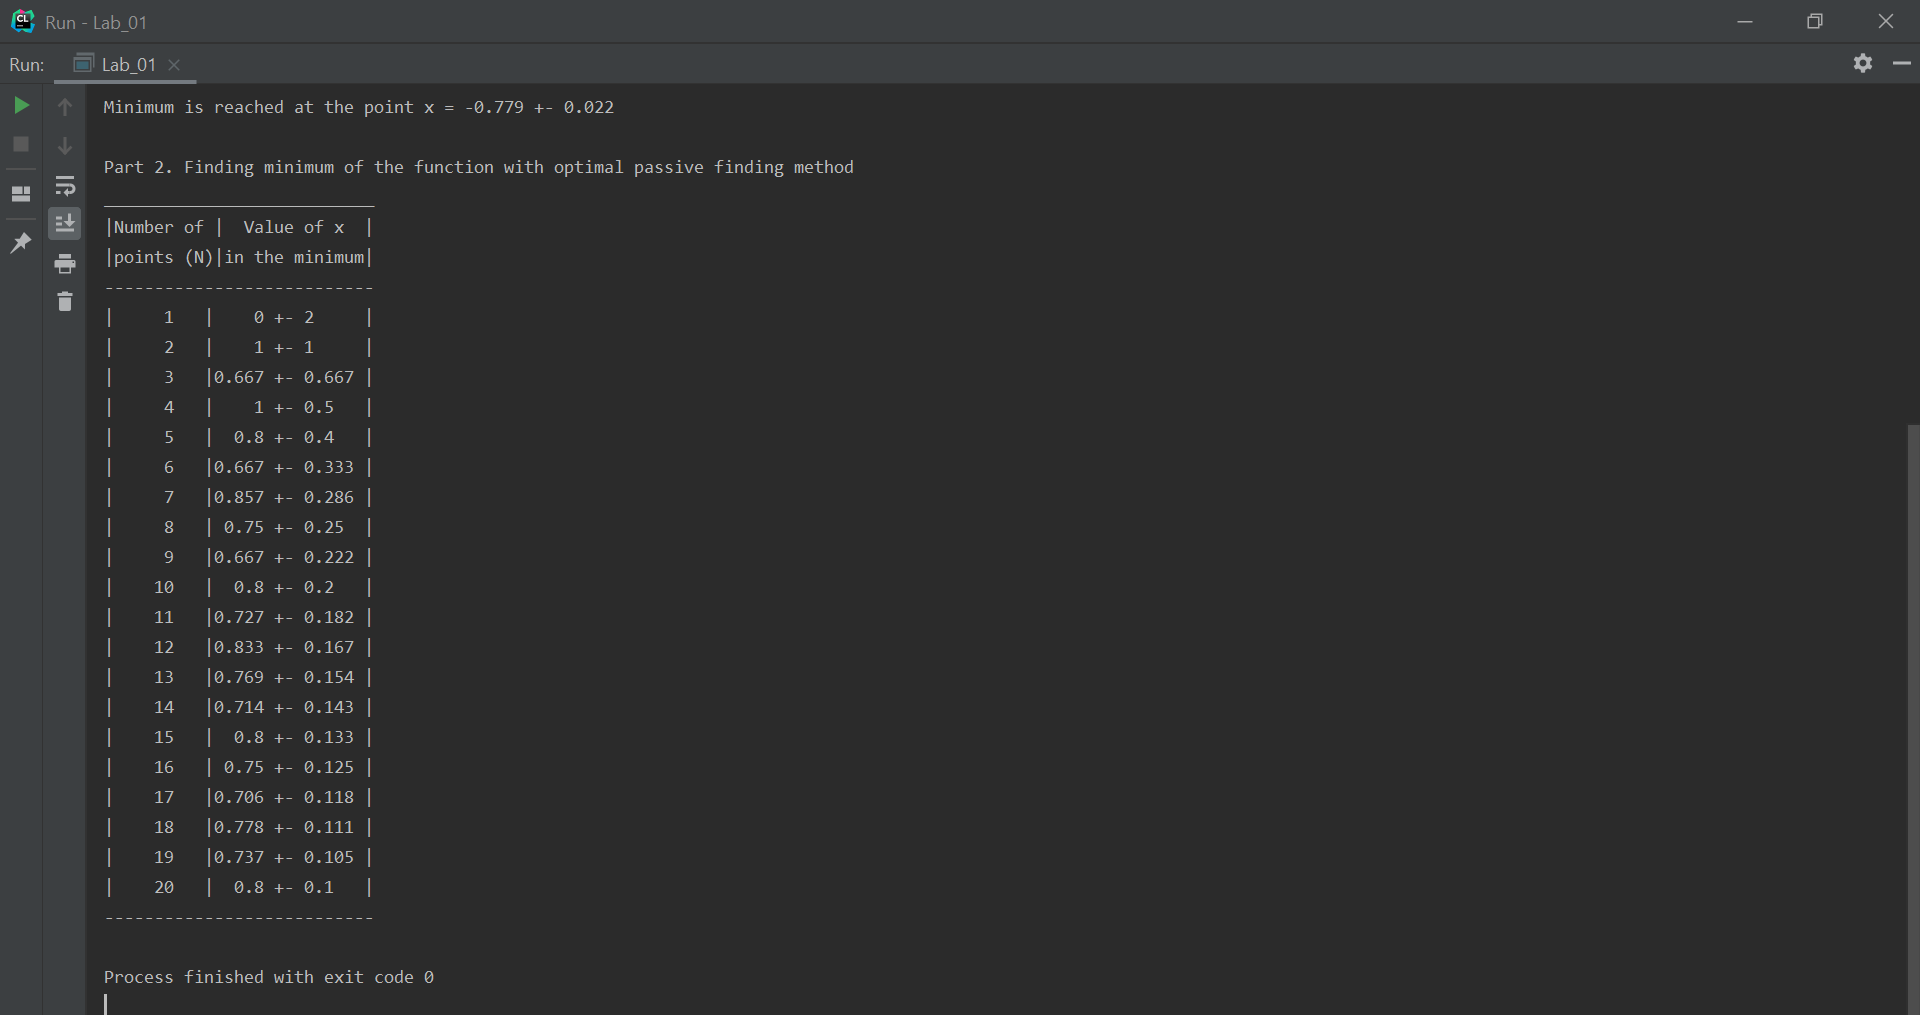 Run - Lab_01
Run: Lab_01
Minimum is reached at the point x = -0.779 +- 0.022
Part 2. Finding minimum of the function with optimal passive finding method
___________________________
|Number of |  Value of x  |
|points (N)|in the minimum|
---------------------------
|     1   |    0 +- 2     |
|     2   |    1 +- 1     |
|     3   |0.667 +- 0.667 |
|     4   |    1 +- 0.5   |
|     5   |  0.8 +- 0.4   |
|     6   |0.667 +- 0.333 |
|     7   |0.857 +- 0.286 |
|     8   | 0.75 +- 0.25  |
|     9   |0.667 +- 0.222 |
|    10   |  0.8 +- 0.2   |
|    11   |0.727 +- 0.182 |
|    12   |0.833 +- 0.167 |
|    13   |0.769 +- 0.154 |
|    14   |0.714 +- 0.143 |
|    15   |  0.8 +- 0.133 |
|    16   | 0.75 +- 0.125 |
|    17   |0.706 +- 0.118 |
|    18   |0.778 +- 0.111 |
|    19   |0.737 +- 0.105 |
|    20   |  0.8 +- 0.1   |
---------------------------
Process finished with exit code 0